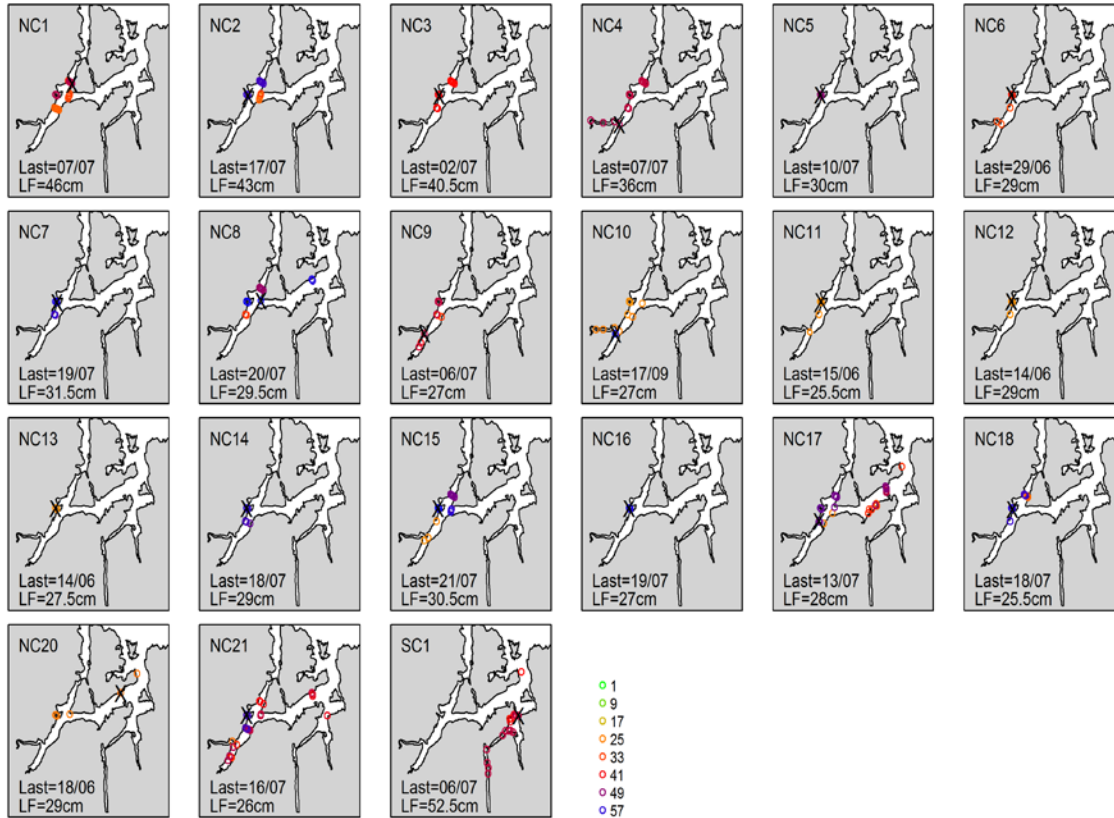 NC1
Last=07/07
LF=46cm
NC2
Last=17/07
LF=43cm
NC3
Last=02/07
LF=40.5cm
NC4
Last=07/07
LF=36cm
NC5
Last=10/07
LF=30cm
NC6
Last=29/06
LF=29cm
NC7
Last=19/07
LF=31.5cm
NC8
Last=20/07
LF=29.5cm
NC9
Last=06/07
LF=27cm
NC10
Last=17/09
LF=27cm
NC11
Last=15/06
LF=25.5cm
NC12
Last=14/06
LF=29cm
NC13
Last=14/06
LF=27.5cm
NC14
Last=18/07
LF=29cm
NC15
Last=21/07
LF=30.5cm
NC16
Last=19/07
LF=27cm
NC17
Last=13/07
LF=28cm
NC18
Last=18/07
LF=25.5cm
NC20
Last=18/06
LF=29cm
NC21
Last=16/07
LF=26cm
SC1
Last=06/07
LF=52.5cm
1
9
17
25
33
41
49
57